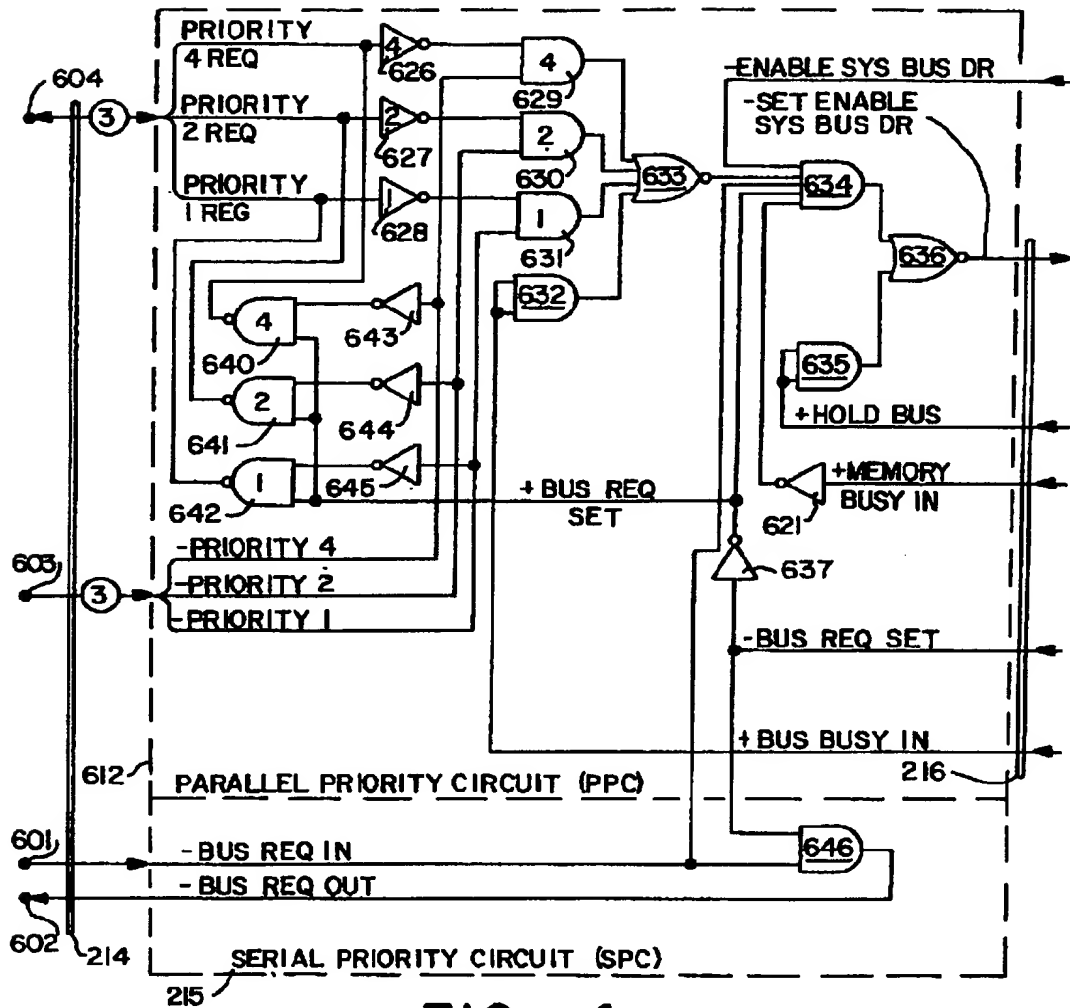 PRIORITY
4 REQ
604
3
PRIORITY
2 REQ
PRIORITY
1 REG
4
626
2
627
1
628
4
629
2
630
1
631
632
633
-ENABLE SYS BUS DR
-SET ENABLE
SYS BUS DR
634
636
635
+HOLD BUS
+MEMORY
BUSY IN
621
4
640
643
2
641
644
1
642
645
+BUS REQ
SET
637
603
3
-PRIORITY 4
-PRIORITY 2
-PRIORITY 1
-BUS REQ SET
+BUS BUSY IN
612
216
PARALLEL PRIORITY CIRCUIT (PPC)
601
-BUS REQ IN
646
-BUS REQ OUT
602
214
SERIAL PRIORITY CIRCUIT (SPC)
215